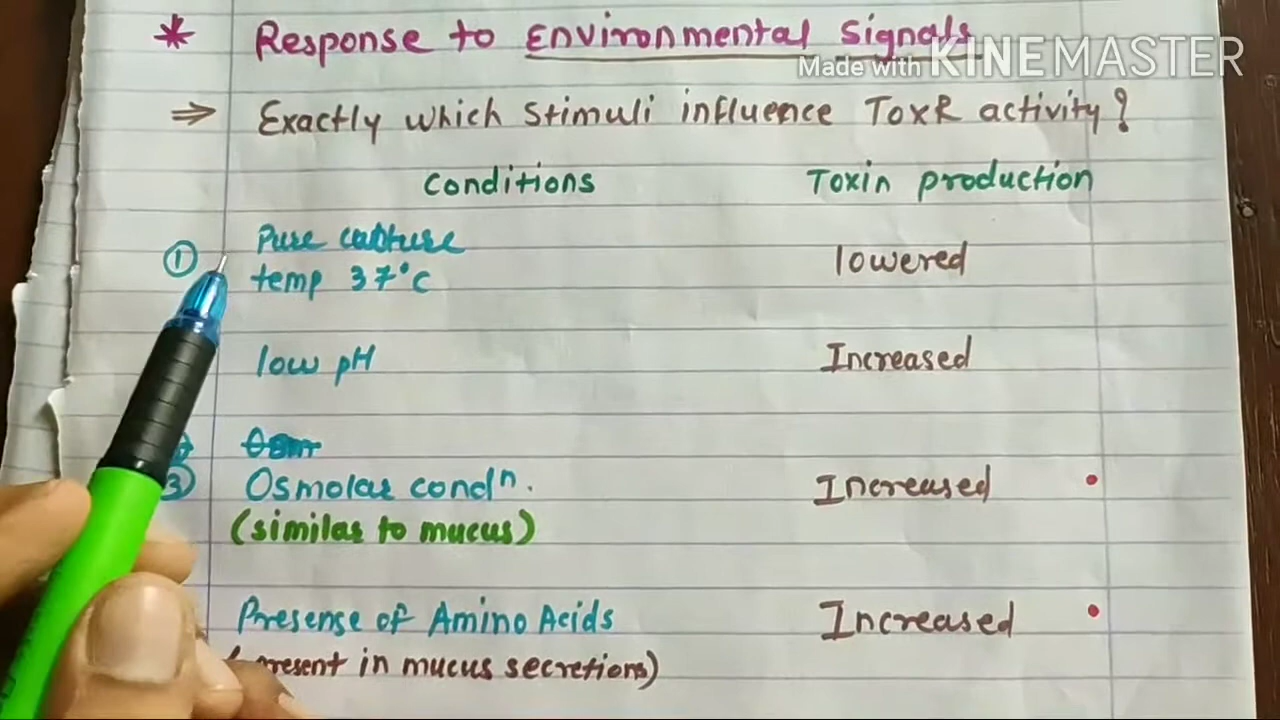 * Response to Environmental Signals
Made with KINEMASTER
⇒ Exactly which Stimuli influence ToxR activity?
Conditions Toxin production
① Pure culture
temp 37°C lowered
low pH Increased
③ Osmolar condⁿ. Increased
(similar to mucus)
Presense of Amino Acids Increased
present in mucus secretions)